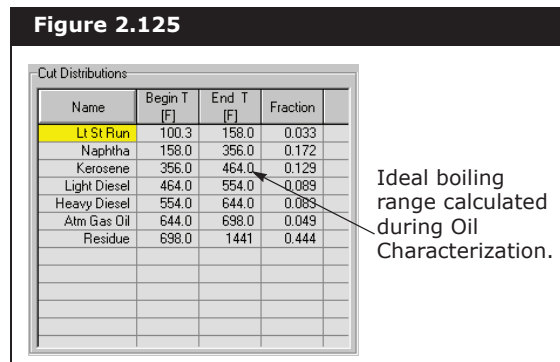 Figure 2.125
Cut Distributions
Name Begin T [F] End T [F] Fraction
Lt St Run 100.3 158.0 0.033
Naphtha 158.0 356.0 0.172
Kerosene 356.0 464.0 0.129
Light Diesel 464.0 554.0 0.089
Heavy Diesel 554.0 644.0 0.083
Atm Gas Oil 644.0 698.0 0.049
Residue 698.0 1441 0.444
Ideal boiling
range calculated
during Oil
Characterization.